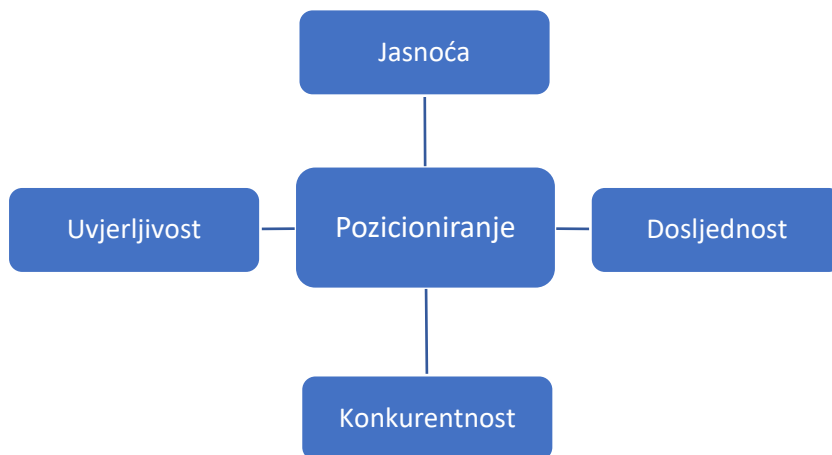 Jasnoća
Uvjerljivost
Pozicioniranje
Dosljednost
Konkurentnost